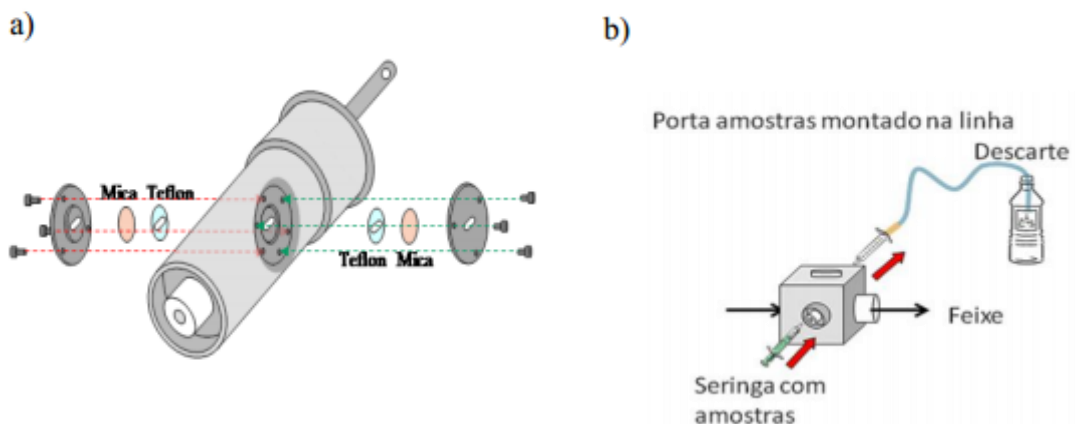 a)
b)
Mica Teflon
Teflon Mica
Porta amostras montado na linha
Descarte
Feixe
Seringa com
amostras